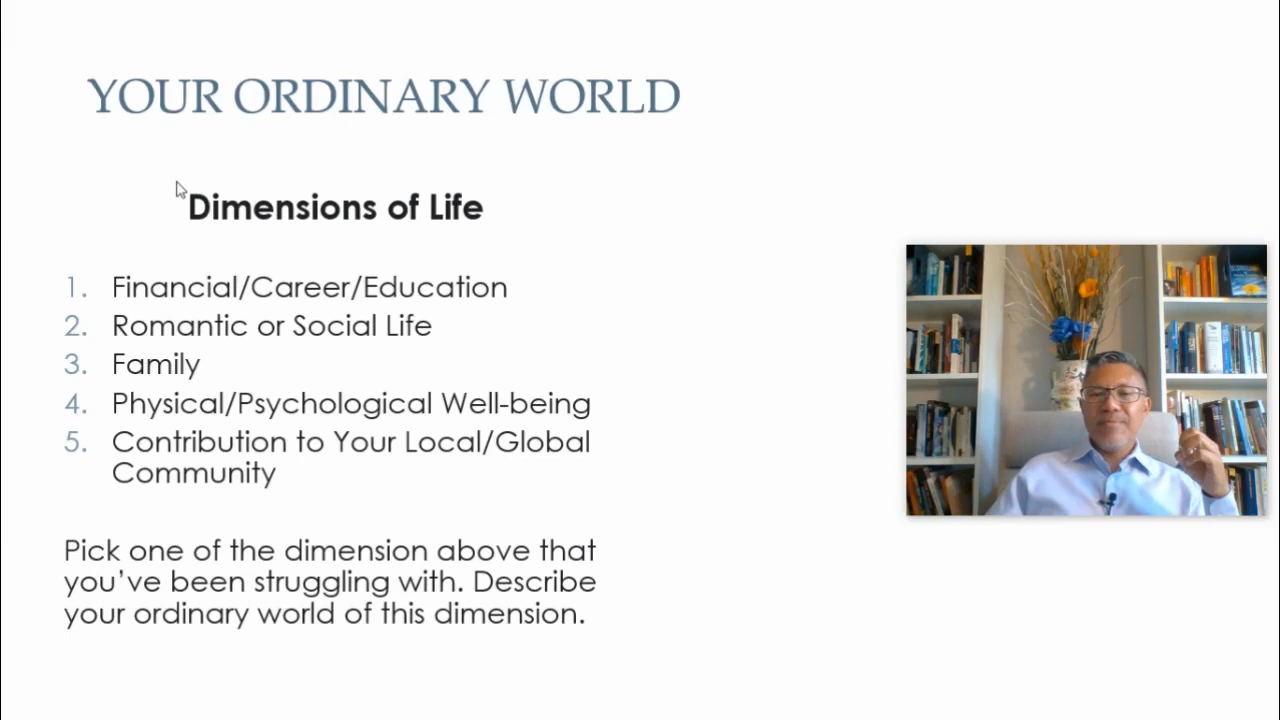 YOUR ORDINARY WORLD
Dimensions of Life
1. Financial/Career/Education
2. Romantic or Social Life
3. Family
4. Physical/Psychological Well-being
5. Contribution to Your Local/Global
Community
Pick one of the dimension above that
you've been struggling with. Describe
your ordinary world of this dimension.